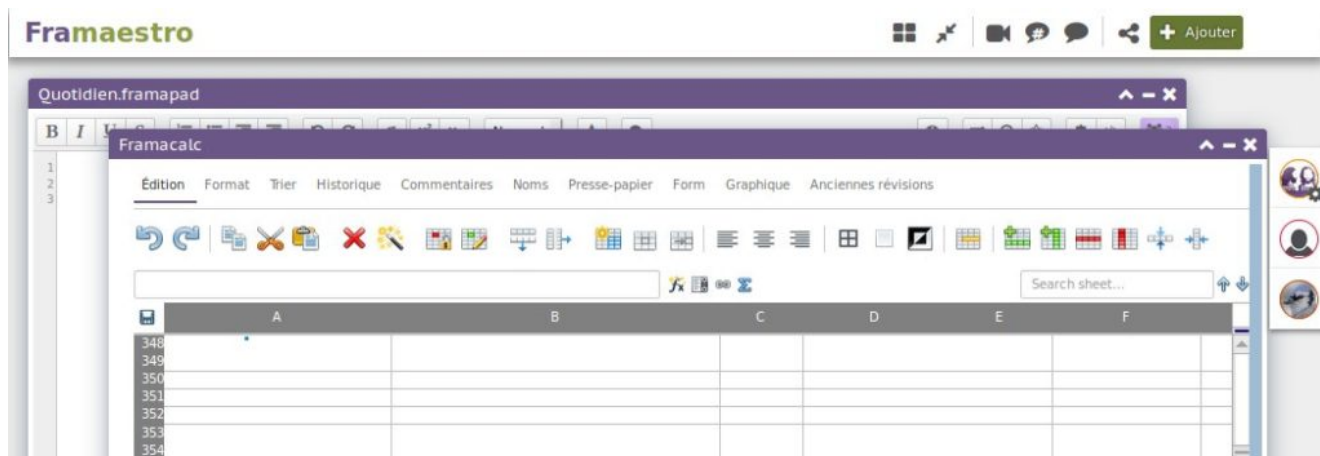 Framaestro
# + Ajouter
Quotidien.framapad
B I U S
1
2
3
Framacalc
Édition Format Trier Historique Commentaires Noms Presse-papier Form Graphique Anciennes révisions
Search sheet...
A B C D E F
348
349
350
351
352
353
354